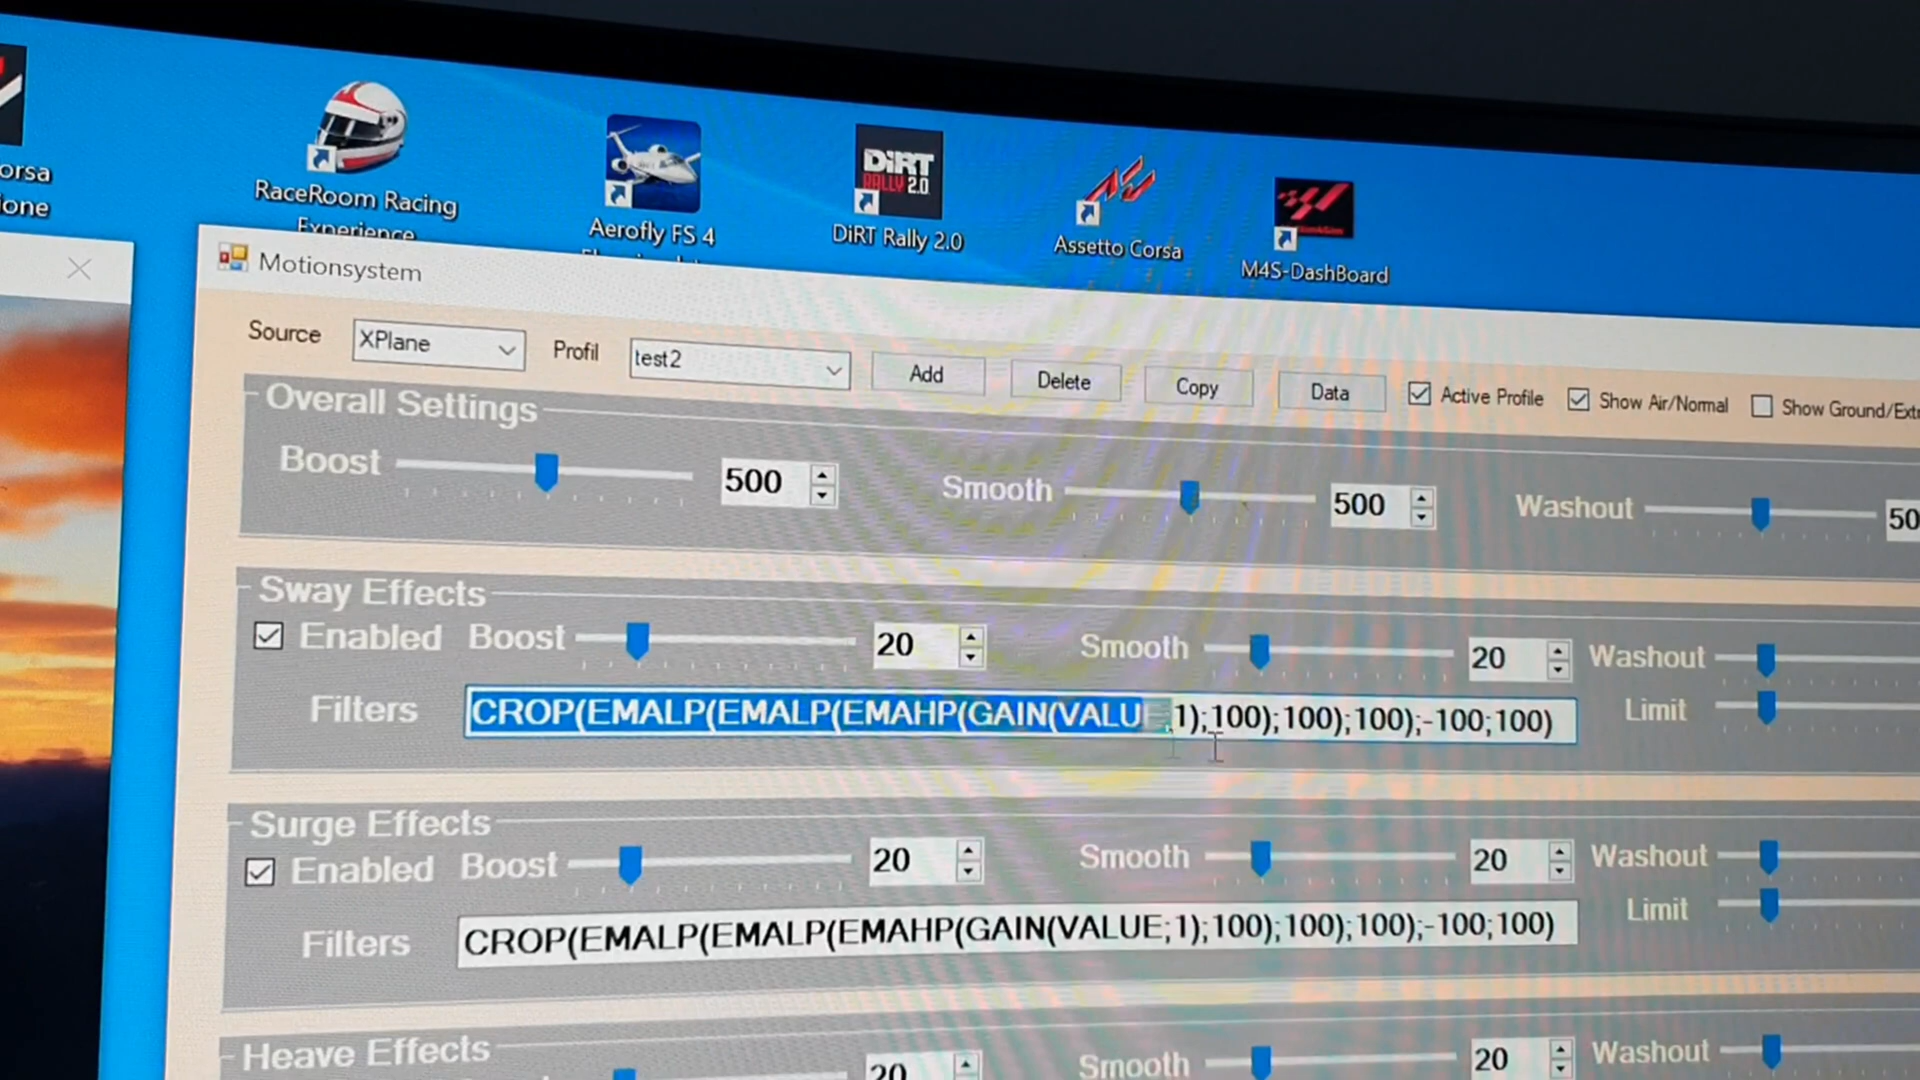 orsa
ione
RaceRoom Racing
Experience
Aerofly FS 4
DiRT
RALLY 2.0
DiRT Rally 2.0
Assetto Corsa
M4S-DashBoard
Motionsystem
Source XPlane Profil test2 Add Delete Copy Data Active Profile Show Air/Normal Show Ground/Extr
Overall Settings
Boost 500 Smooth 500 Washout 50
Sway Effects
Enabled Boost 20 Smooth 20 Washout
Filters CROP(EMALP(EMALP(EMAHP(GAIN(VALUE;1);100);100);100);-100;100) Limit
Surge Effects
Enabled Boost 20 Smooth 20 Washout
Filters CROP(EMALP(EMALP(EMAHP(GAIN(VALUE;1);100);100);100);-100;100) Limit
Heave Effects
20 Smooth 20 Washout